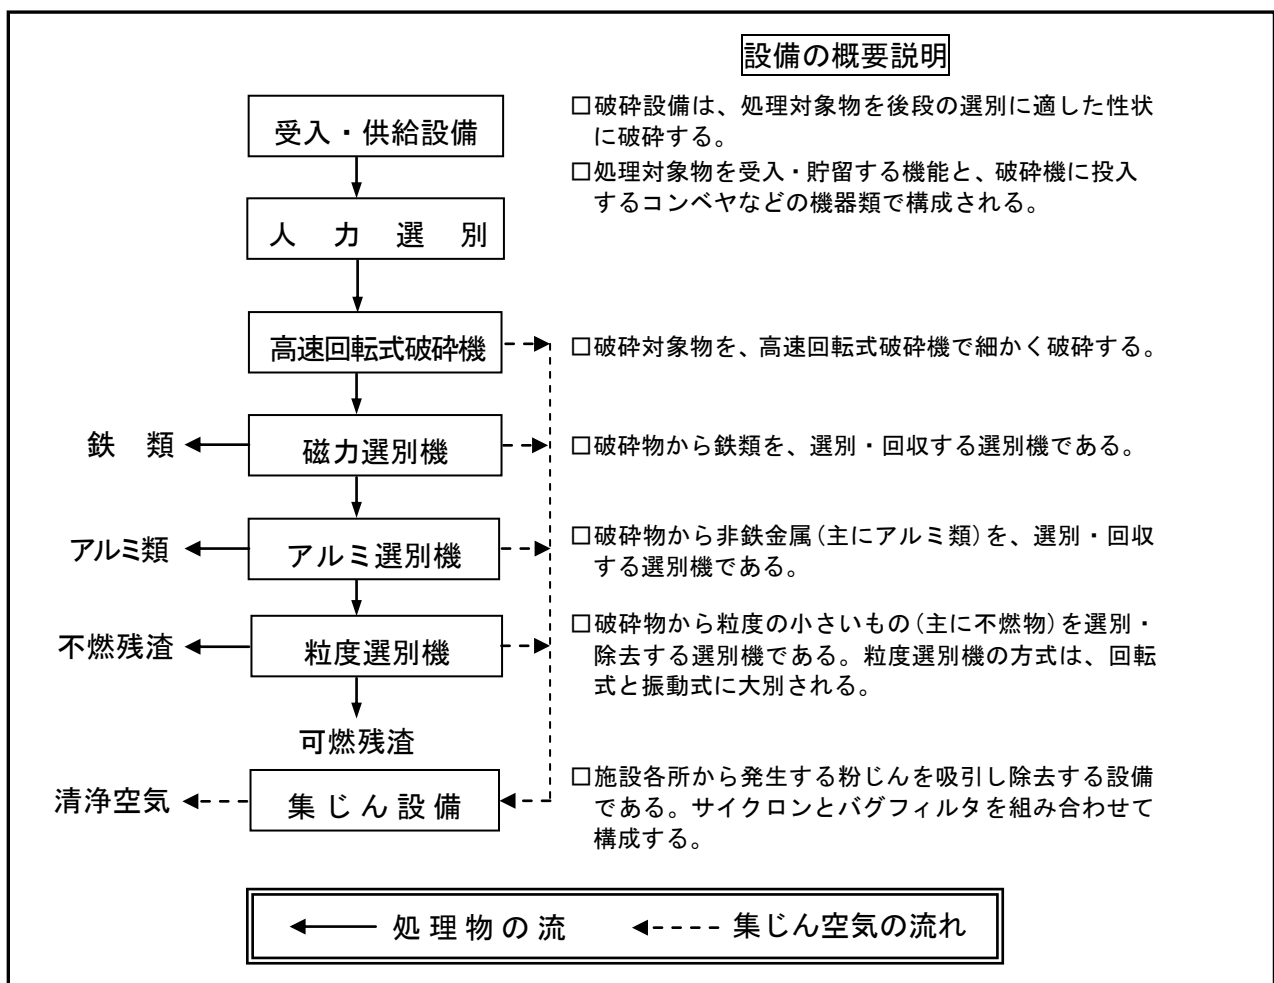 設備の概要説明
受入・供給設備
□破砕設備は、処理対象物を後段の選別に適した性状
に破砕する。
□処理対象物を受入・貯留する機能と、破砕機に投入
するコンベヤなどの機器類で構成される。
人力選別
高速回転式破砕機
□破砕対象物を、高速回転式破砕機で細かく破砕する。
鉄類
磁力選別機
□破砕物から鉄類を、選別・回収する選別機である。
アルミ類
アルミ選別機
□破砕物から非鉄金属(主にアルミ類)を、選別・回収
する選別機である。
不燃残渣
粒度選別機
□破砕物から粒度の小さいもの(主に不燃物)を選別・
除去する選別機である。粒度選別機の方式は、回転
式と振動式に大別される。
可燃残渣
清浄空気
集じん設備
□施設各所から発生する粉じんを吸引し除去する設備
である。サイクロンとバグフィルタを組み合わせて
構成する。
処理物の流
集じん空気の流れ